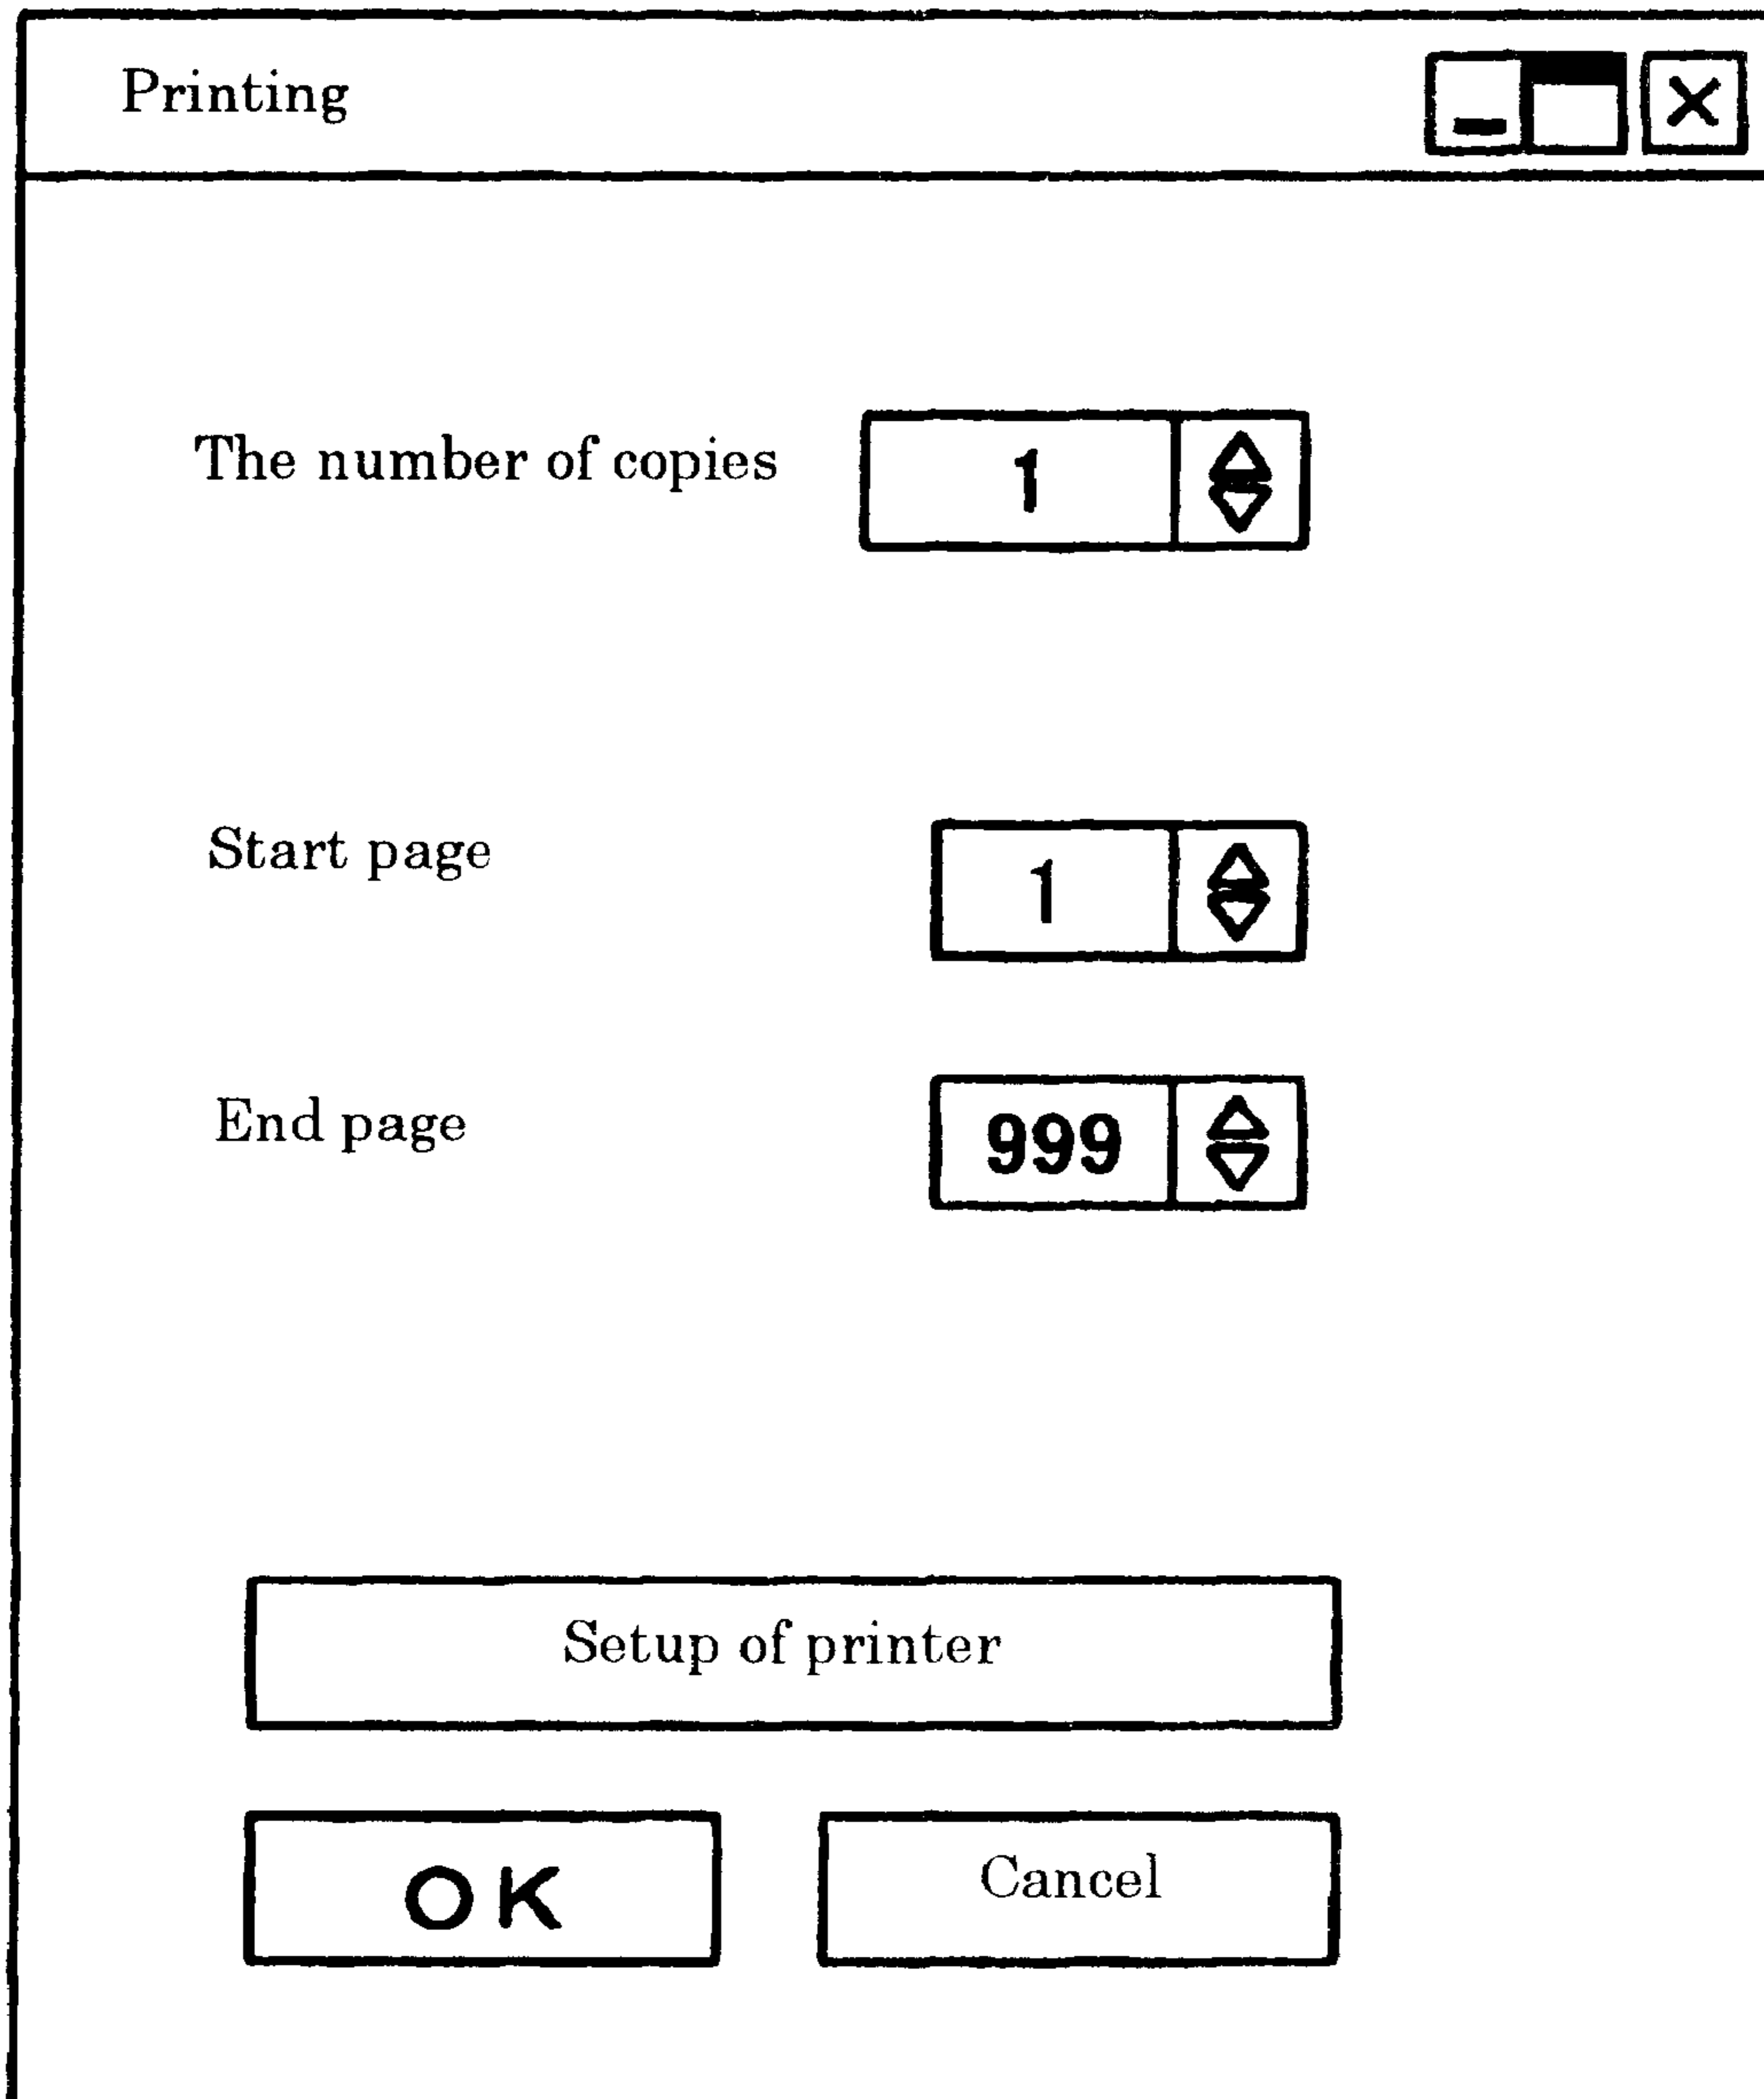 Printing
The number of copies 1
Start page 1
End page 999
Setup of printer
OK Cancel